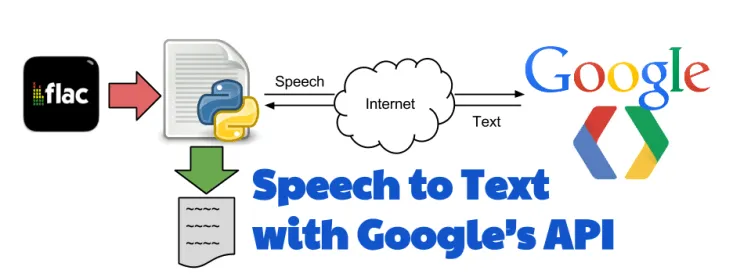 flac
Speech
Internet
Text
Google
Speech to Text
with Google's API